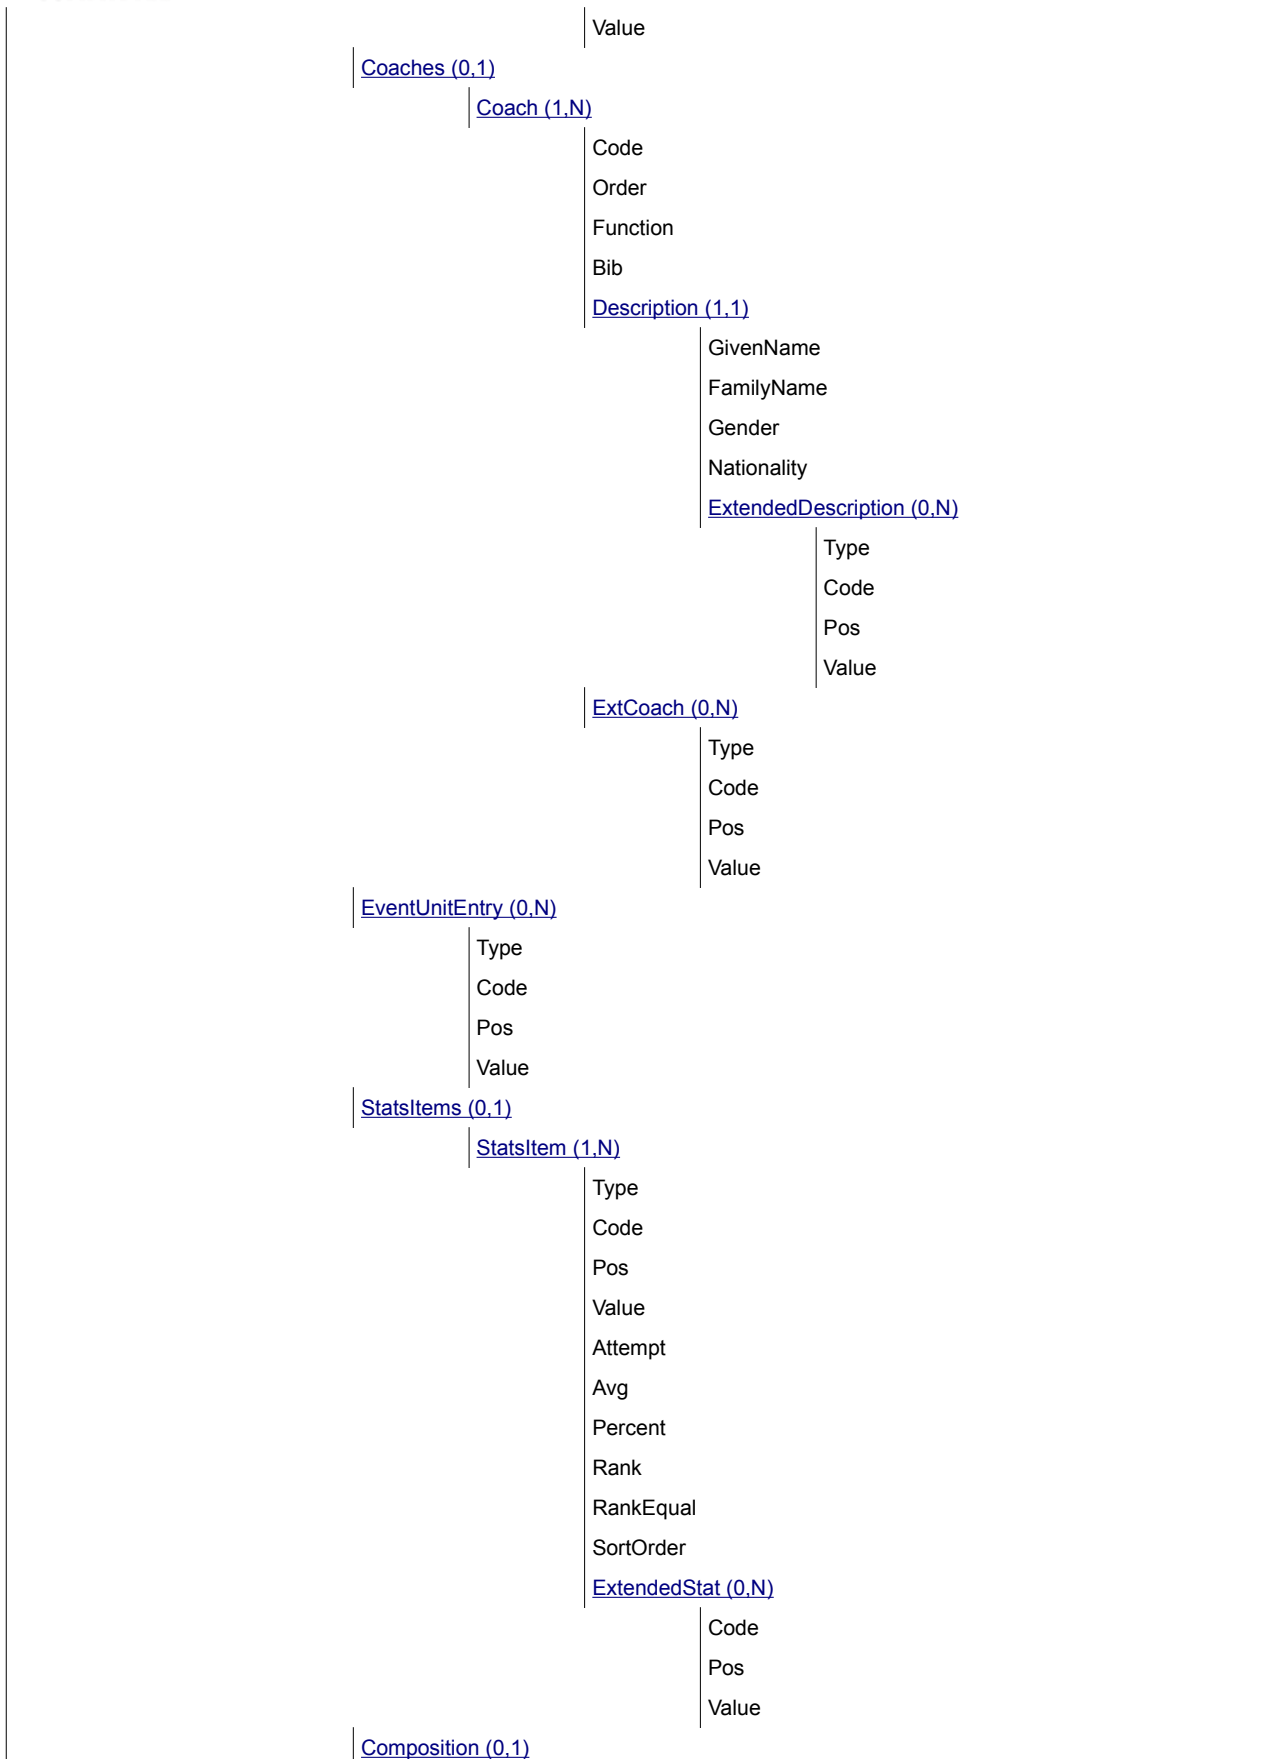 Value
Coaches (0,1)
Coach (1,N)
Code
Order
Function
Bib
Description (1,1)
GivenName
FamilyName
Gender
Nationality
ExtendedDescription (0,N)
Type
Code
Pos
Value
ExtCoach (0,N)
Type
Code
Pos
Value
EventUnitEntry (0,N)
Type
Code
Pos
Value
StatsItems (0,1)
StatsItem (1,N)
Type
Code
Pos
Value
Attempt
Avg
Percent
Rank
RankEqual
SortOrder
ExtendedStat (0,N)
Code
Pos
Value
Composition (0,1)